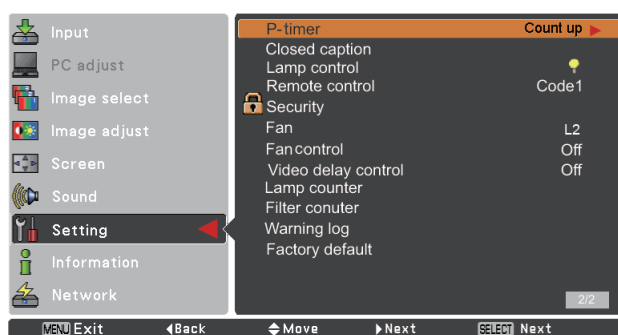 Input
PC adjust
Image select
Image adjust
Screen
Sound
Setting
Information
Network
P-timer Count up
Closed caption
Lamp control
Remote control Code1
Security
Fan L2
Fan control Off
Video delay control Off
Lamp counter
Filter conuter
Warning log
Factory default
2/2
MENU Exit Back Move Next SELECT Next